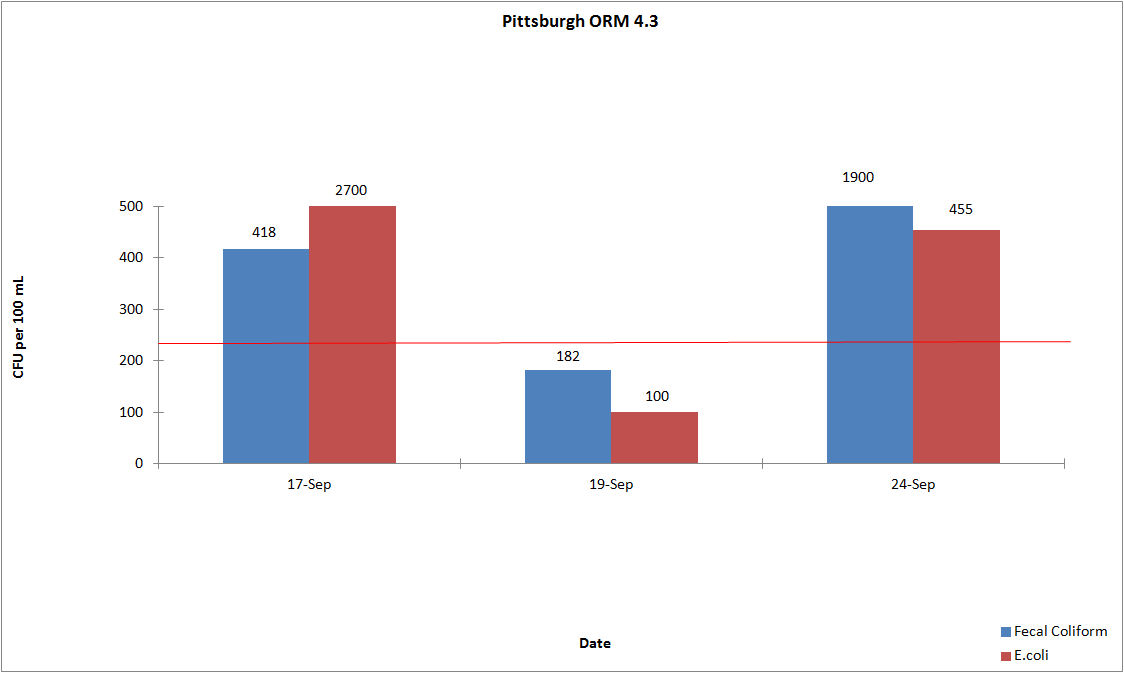 Pittsburgh ORM 4.3
CFU per 100 mL
500
400
300
200
100
0
418
2700
182
100
1900
455
17-Sep
19-Sep
24-Sep
Date
Fecal Coliform
E.coli